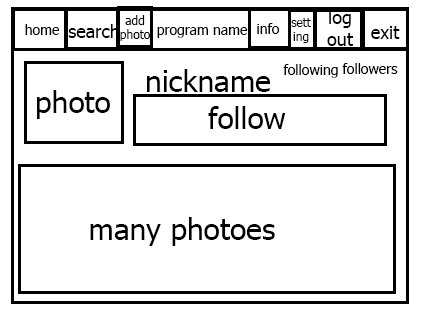 home search add photo program name info sett ing log out exit
following followers
nickname
photo
follow
many photoes